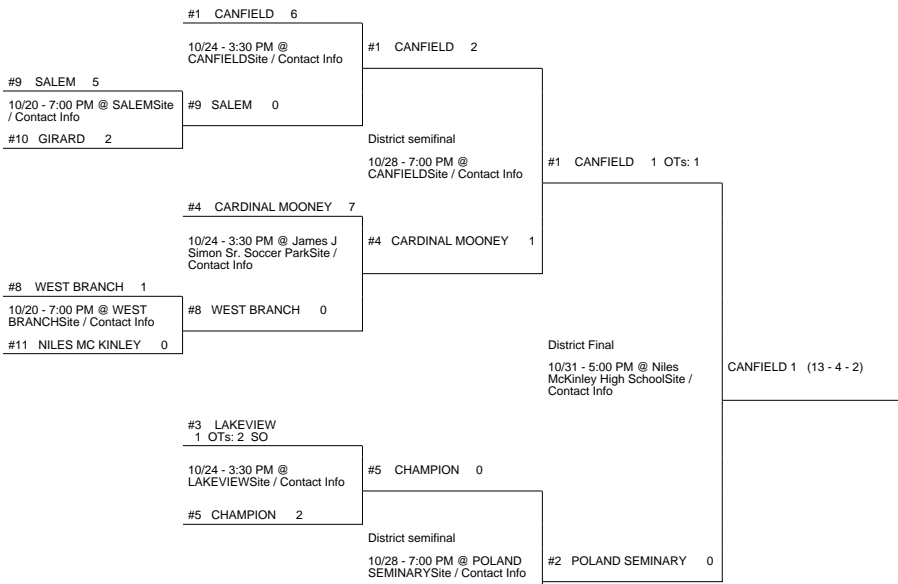 #1 CANFIELD 6
10/24 - 3:30 PM @
CANFIELDSite / Contact Info
#1 CANFIELD 2
#9 SALEM 5
10/20 - 7:00 PM @ SALEMSite
/ Contact Info
#9 SALEM 0
#10 GIRARD 2
District semifinal
10/28 - 7:00 PM @
CANFIELDSite / Contact Info
#1 CANFIELD 1 OTs: 1
#4 CARDINAL MOONEY 7
10/24 - 3:30 PM @ James J
Simon Sr. Soccer ParkSite /
Contact Info
#4 CARDINAL MOONEY 1
#8 WEST BRANCH 1
10/20 - 7:00 PM @ WEST
BRANCHSite / Contact Info
#8 WEST BRANCH 0
#11 NILES MC KINLEY 0
District Final
10/31 - 5:00 PM @ Niles
McKinley High SchoolSite /
Contact Info
CANFIELD 1 (13 - 4 - 2)
#3 LAKEVIEW
1 OTs: 2 SO
10/24 - 3:30 PM @
LAKEVIEWSite / Contact Info
#5 CHAMPION 0
#5 CHAMPION 2
District semifinal
10/28 - 7:00 PM @ POLAND
SEMINARYSite / Contact Info
#2 POLAND SEMINARY 0